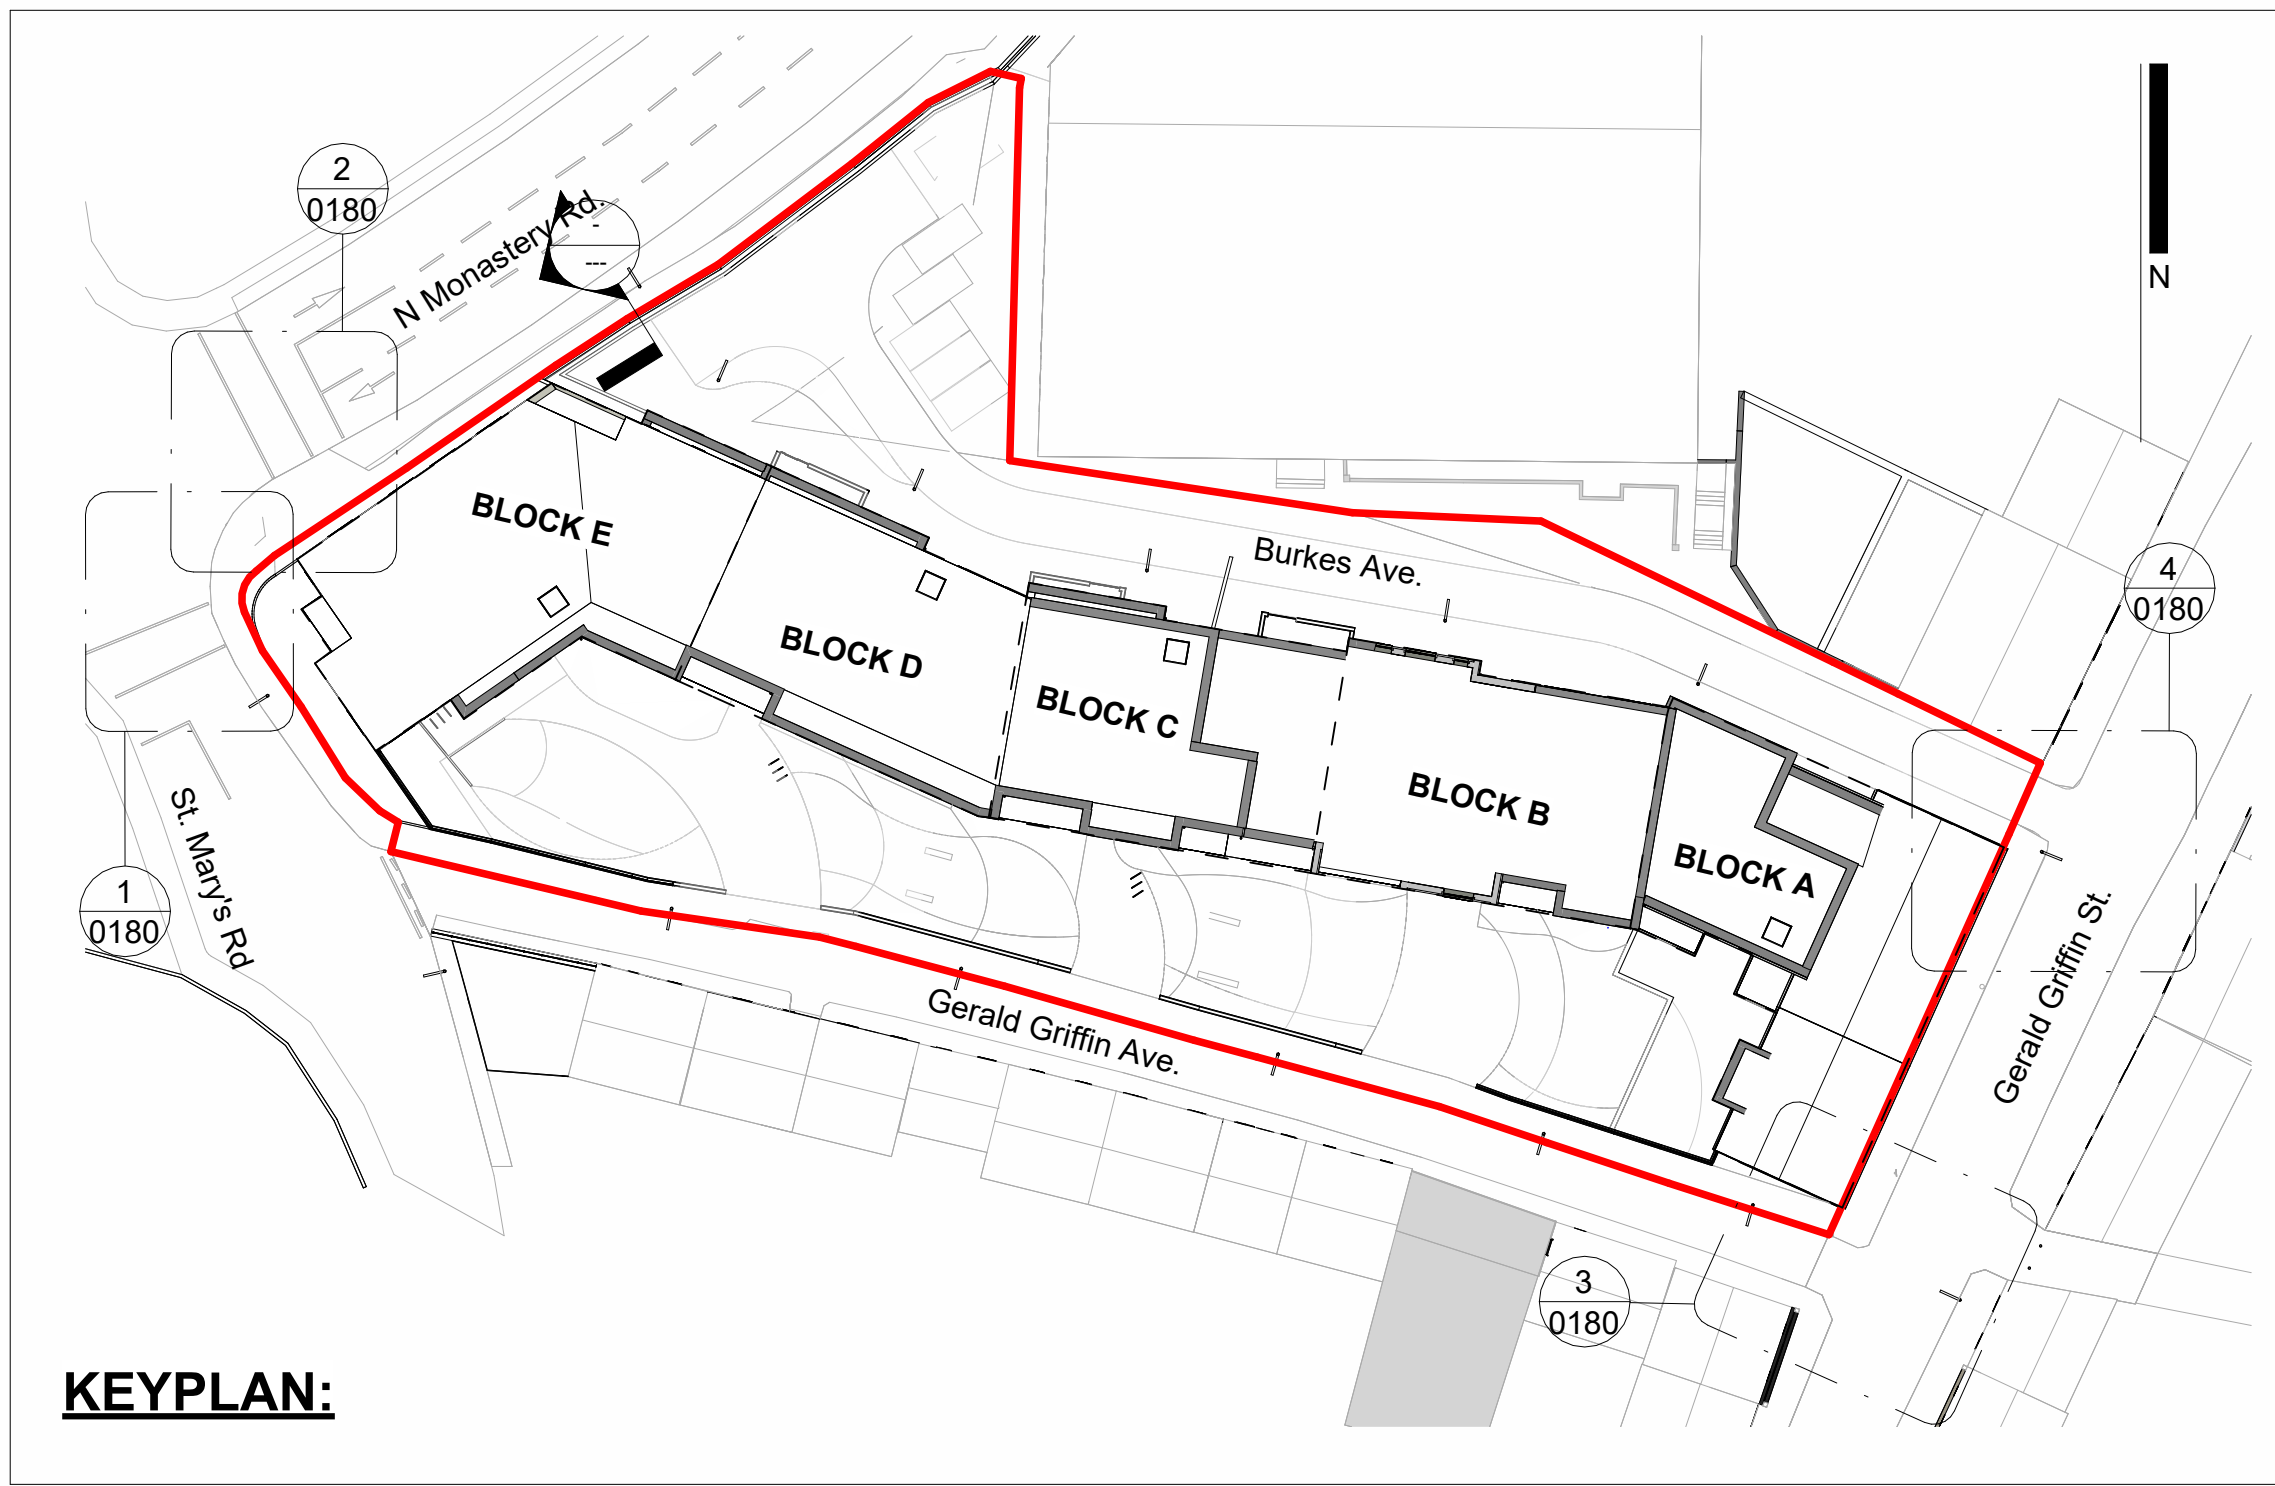 2
0180
N Monastery Rd.
-
---
N
BLOCK E
Burkes Ave.
4
0180
BLOCK D
BLOCK C
BLOCK B
BLOCK A
St. Mary's Rd
1
0180
Gerald Griffin St.
Gerald Griffin Ave.
3
0180
KEYPLAN: